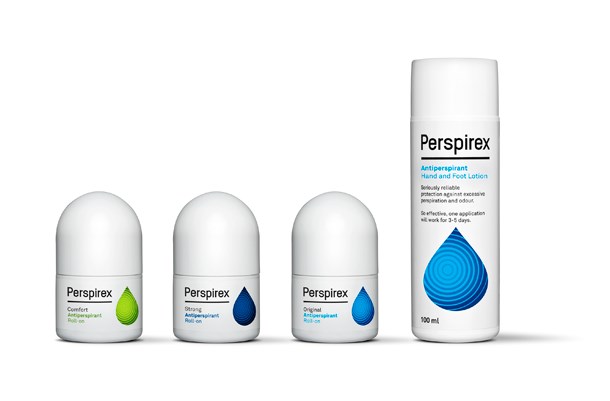 Perspirex
Comfort
Antiperspirant
Roll-on
Perspirex
Strong
Antiperspirant
Roll-on
Perspirex
Original
Antiperspirant
Roll-on
Perspirex
Antiperspirant
Hand and Foot Lotion
Seriously reliable
protection against excessive
perspiration and odour.
So effective, one application
will work for 3-5 days.
100 ml